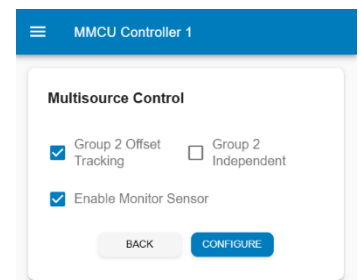 MMCU Controller 1
Multisource Control
Group 2 Offset Group 2
Tracking Independent
Enable Monitor Sensor
BACK CONFIGURE